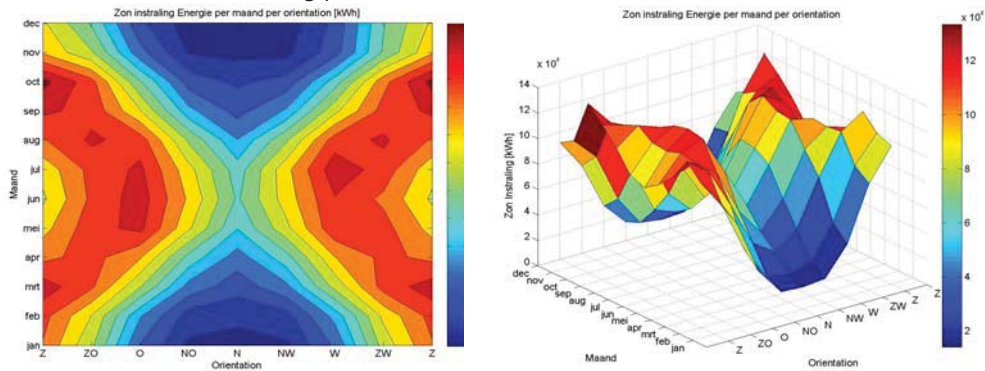 Zon instraling Energie per maand per orientation [kWh]
dec
nov
oct
sep
aug
jul
jun
mei
apr
mrt
feb
jan
Maand
Z ZO O NO N NW W ZW Z
Orientation
Zon instraling Energie per maand per orientation
x 10⁴
14
12
10
8
6
4
2
0
Zon Instraling [kWh]
dec
nov
oct
sep
aug
jul
jun
mei
apr
mrt
feb
jan
Maand
Z
ZO
O
NO
N
NW
W
ZW
Z
Orientation
x 10⁴
12
10
8
6
4
2